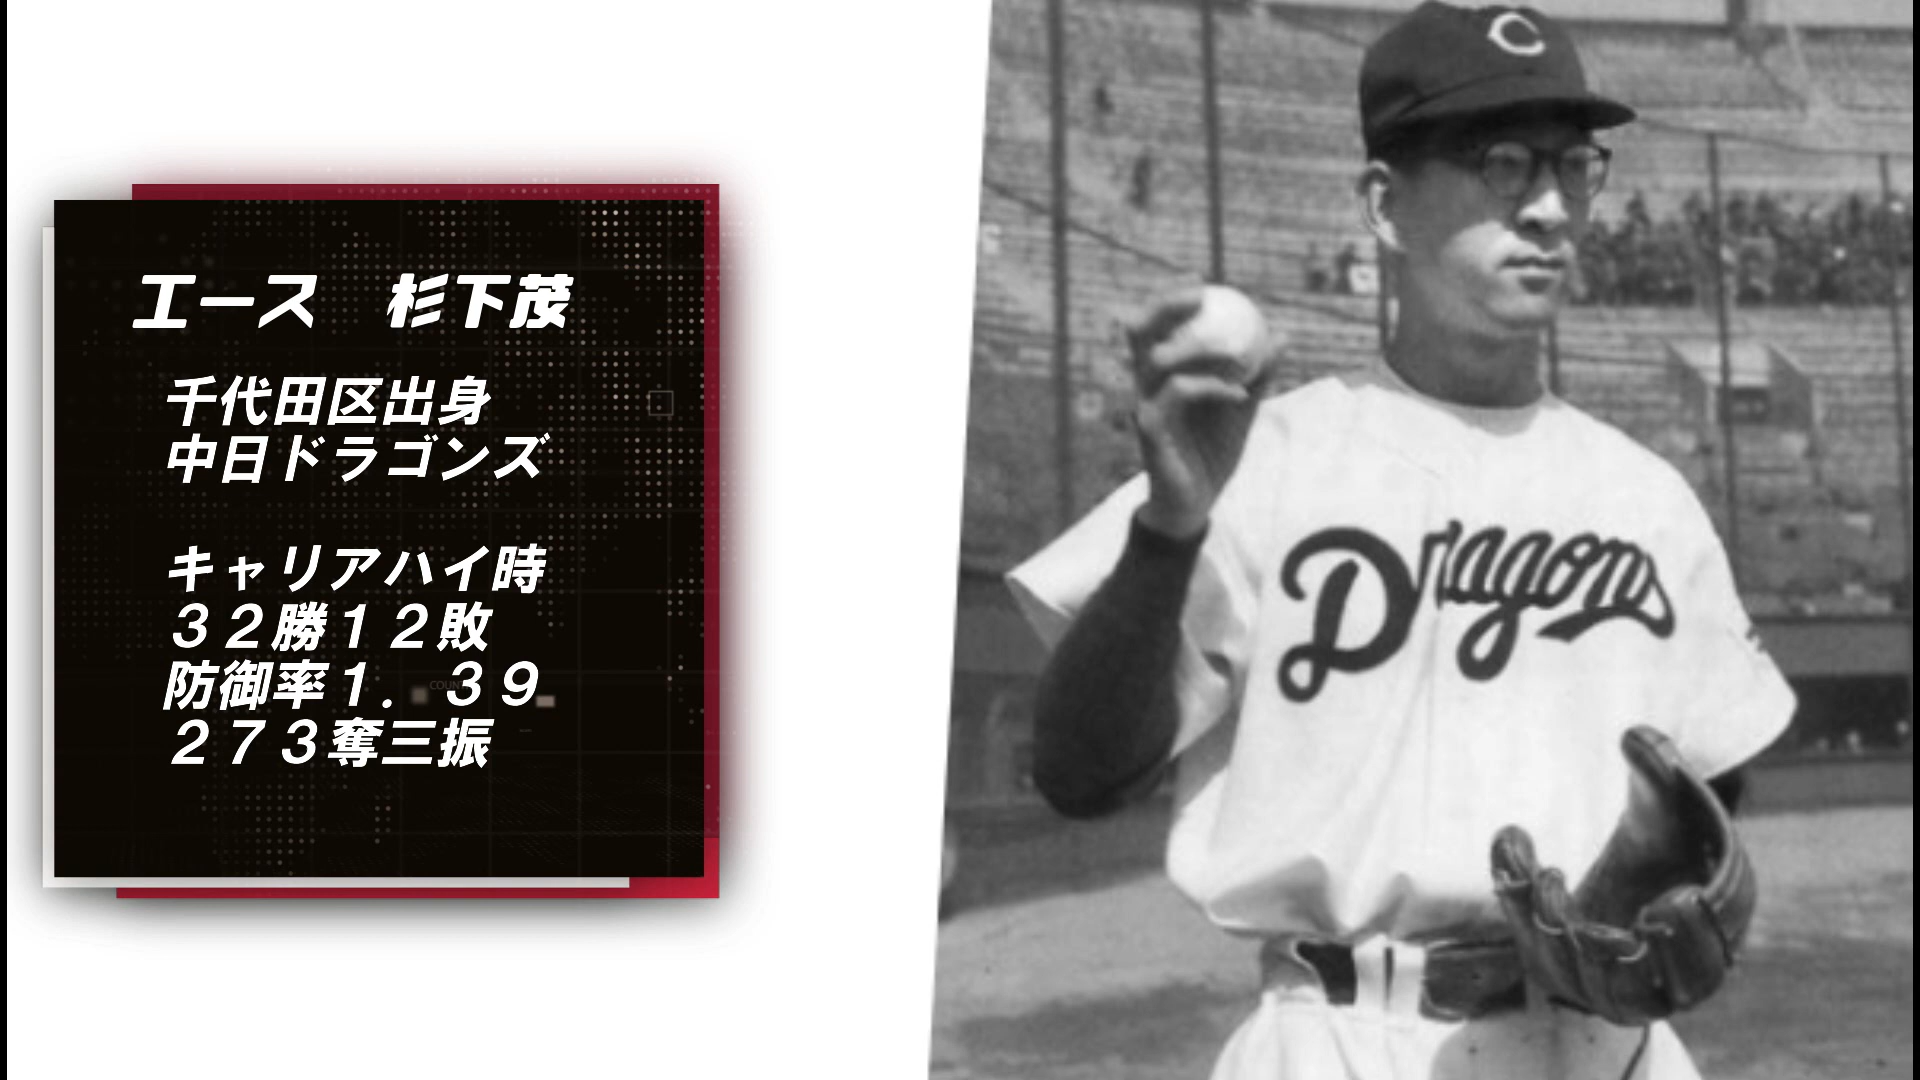 エース　杉下茂
千代田区出身
中日ドラゴンズ
キャリアハイ時
３２勝１２敗
防御率１．３９
２７３奪三振
C
Dragons